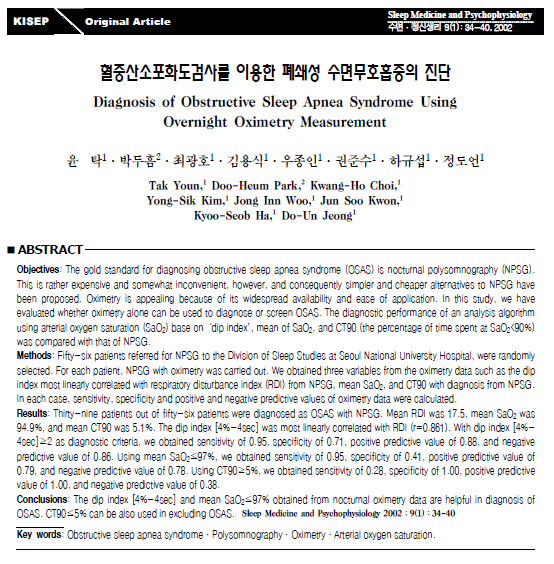 KISEP Original Article
Sleep Medicine and Psychophysiology
수면·정신생리 9(1): 34-40, 2002
혈중산소포화도검사를 이용한 폐쇄성 수면무호흡증의 진단
Diagnosis of Obstructive Sleep Apnea Syndrome Using
Overnight Oximetry Measurement
윤 탁¹·박두흠²·최광호¹·김용식¹·우종인¹·권준수¹·하규섭¹·정도언¹
Tak Youn,¹ Doo-Heum Park,² Kwang-Ho Choi,¹
Yong-Sik Kim,¹ Jong Inn Woo,¹ Jun Soo Kwon,¹
Kyoo-Seob Ha,¹ Do-Un Jeong¹
■ ABSTRACT
Objectives: The gold standard for diagnosing obstructive sleep apnea syndrome (OSAS) is nocturnal polysomnography (NPSG).
This is rather expensive and somewhat inconvenient, however, and consequently simpler and cheaper alternatives to NPSG have
been proposed. Oximetry is appealing because of its widespread availability and ease of application. In this study, we have
evaluated whether oximetry alone can be used to diagnose or screen OSAS. The diagnostic performance of an analysis algorithm
using arterial oxygen saturation (SaO₂) base on 'dip index', mean of SaO₂, and CT90 (the percentage of time spent at SaO₂<90%)
was compared with that of NPSG.
Methods: Fifty-six patients referred for NPSG to the Division of Sleep Studies at Seoul National University Hospital, were randomly
selected. For each patient, NPSG with oximetry was carried out. We obtained three variables from the oximetry data such as the dip
index most linearly correlated with respiratory disturbance index (RDI) from NPSG, mean SaO₂, and CT90 with diagnosis from NPSG.
In each case, sensitivity, specificity and positive and negative predictive values of oximetry data were calculated.
Results: Thirty-nine patients out of fifty-six patients were diagnosed as OSAS with NPSG. Mean RDI was 17.5, mean SaO₂ was
94.9%, and mean CT90 was 5.1%. The dip index [4%-4sec] was most linearly correlated with RDI (r=0.861). With dip index [4%-
4sec]≥2 as diagnostic criteria, we obtained sensitivity of 0.95, specificity of 0.71, positive predictive value of 0.88, and negative
predictive value of 0.86. Using mean SaO₂≤97%, we obtained sensitivity of 0.95, specificity of 0.41, positive predictive value of
0.79, and negative predictive value of 0.78. Using CT90≥5%, we obtained sensitivity of 0.28, specificity of 1.00, positive predictive
value of 1.00, and negative predictive value of 0.38.
Conclusions: The dip index [4%-4sec] and mean SaO₂≤97% obtained from nocturnal oximetry data are helpful in diagnosis of
OSAS. CT90≤5% can be also used in excluding OSAS. Sleep Medicine and Psychophysiology 2002 ; 9(1) : 34-40
Key words: Obstructive sleep apnea syndrome · Polysomnography · Oximetry · Arterial oxygen saturation.